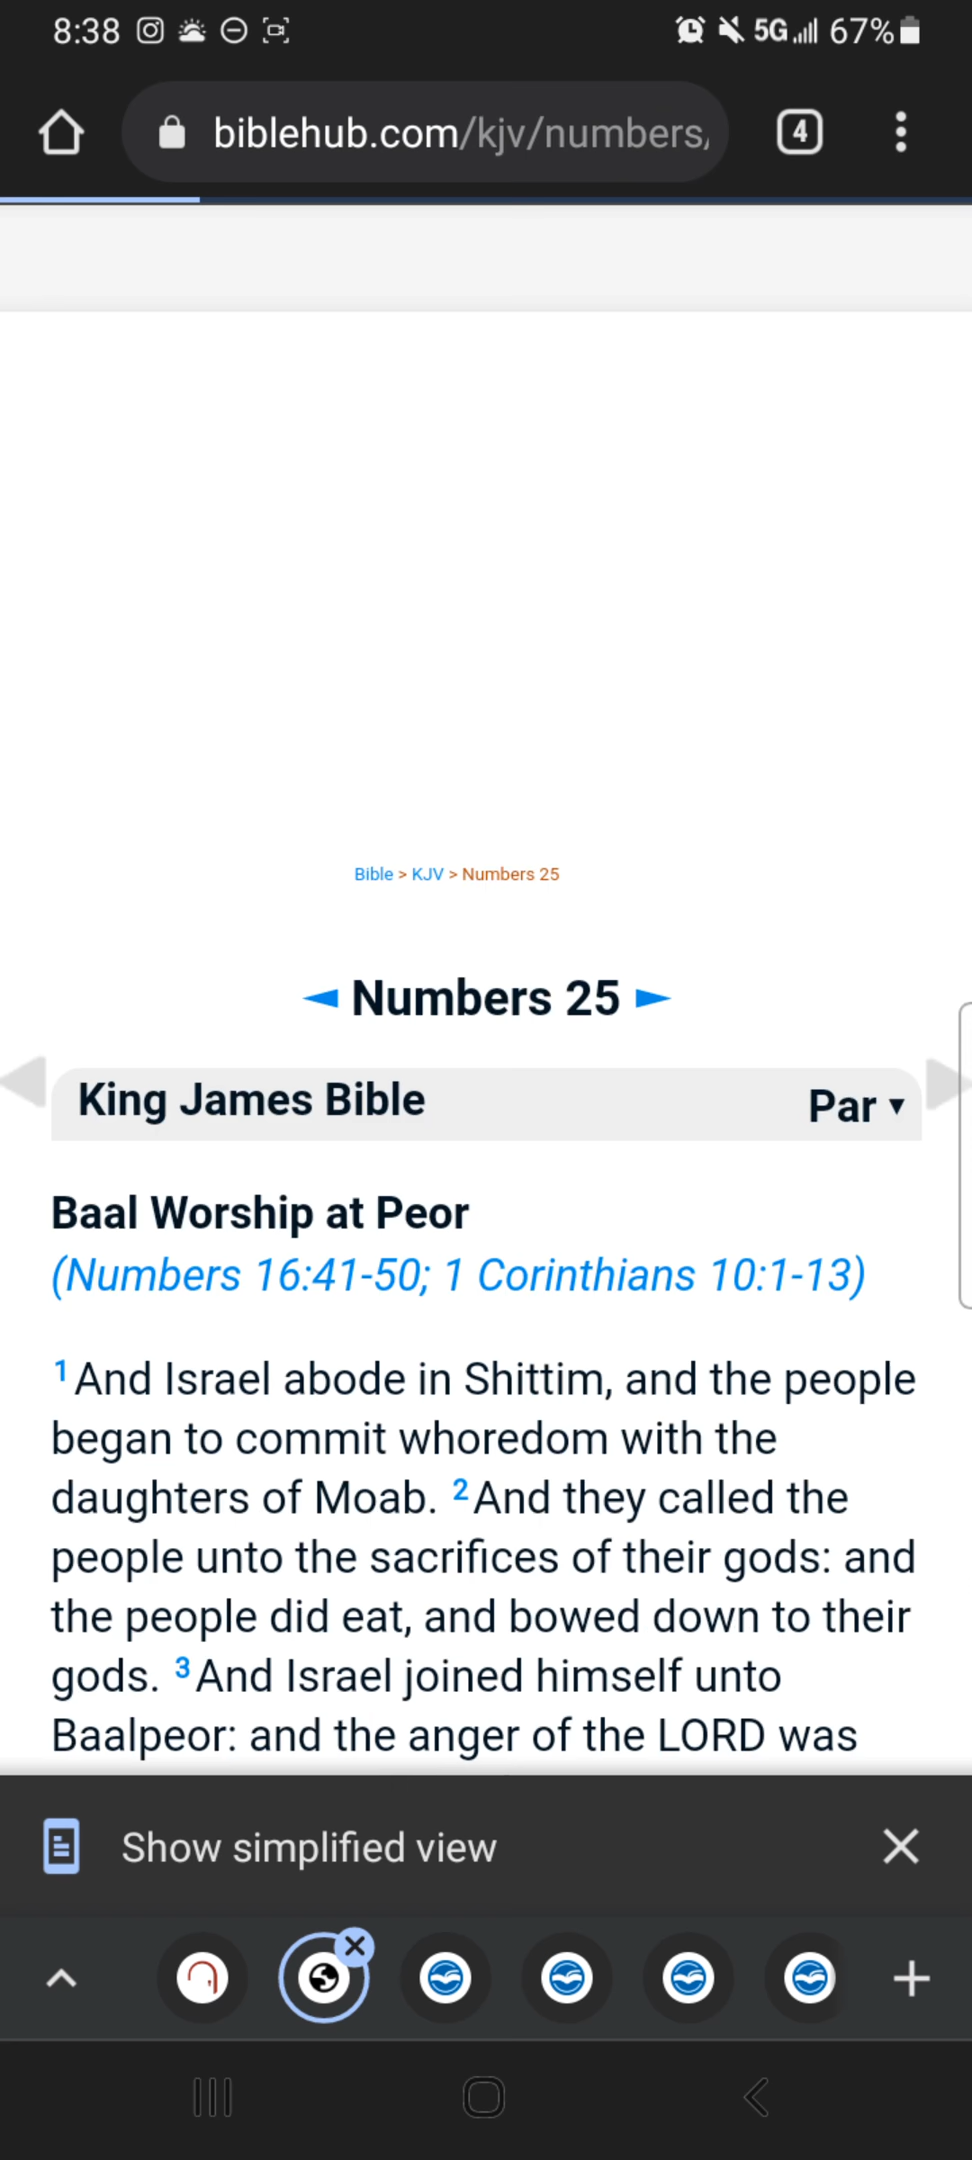 8:38
5G 67%
biblehub.com/kjv/numbers,
4
Bible > KJV > Numbers 25
◄ Numbers 25 ►
King James Bible
Par ▼
Baal Worship at Peor
(Numbers 16:41-50; 1 Corinthians 10:1-13)
1 And Israel abode in Shittim, and the people
began to commit whoredom with the
daughters of Moab. 2 And they called the
people unto the sacrifices of their gods: and
the people did eat, and bowed down to their
gods. 3 And Israel joined himself unto
Baalpeor: and the anger of the LORD was
Show simplified view